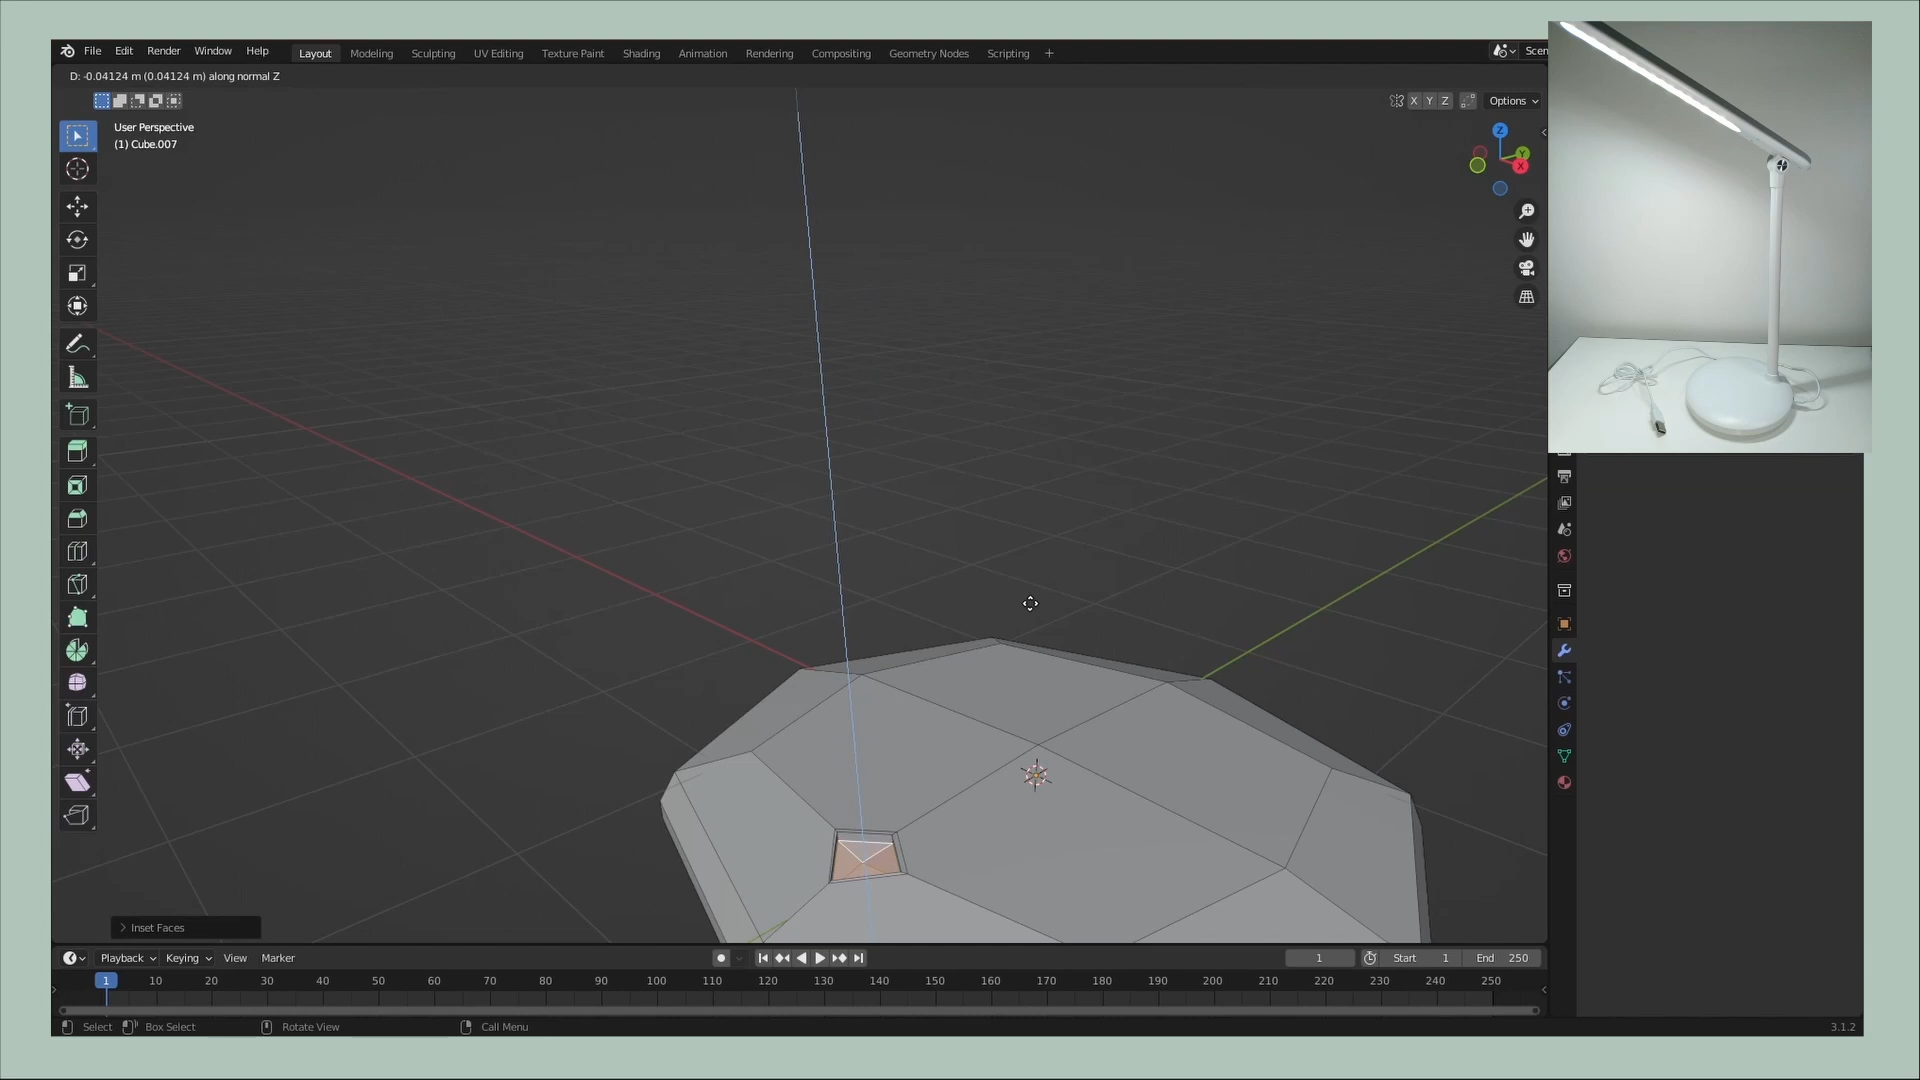 File Edit Render Window Help Layout Modeling Sculpting UV Editing Texture Paint Shading Animation Rendering Compositing Geometry Nodes Scripting + Scen
D: -0.04124 m (0.04124 m) along normal Z
X Y Z Options
User Perspective
(1) Cube.007
Z
Y
X
Inset Faces
Playback Keying View Marker 1 Start 1 End 250
1 10 20 30 40 50 60 70 80 90 100 110 120 130 140 150 160 170 180 190 200 210 220 230 240 250
Select Box Select Rotate View Call Menu 3.1.2